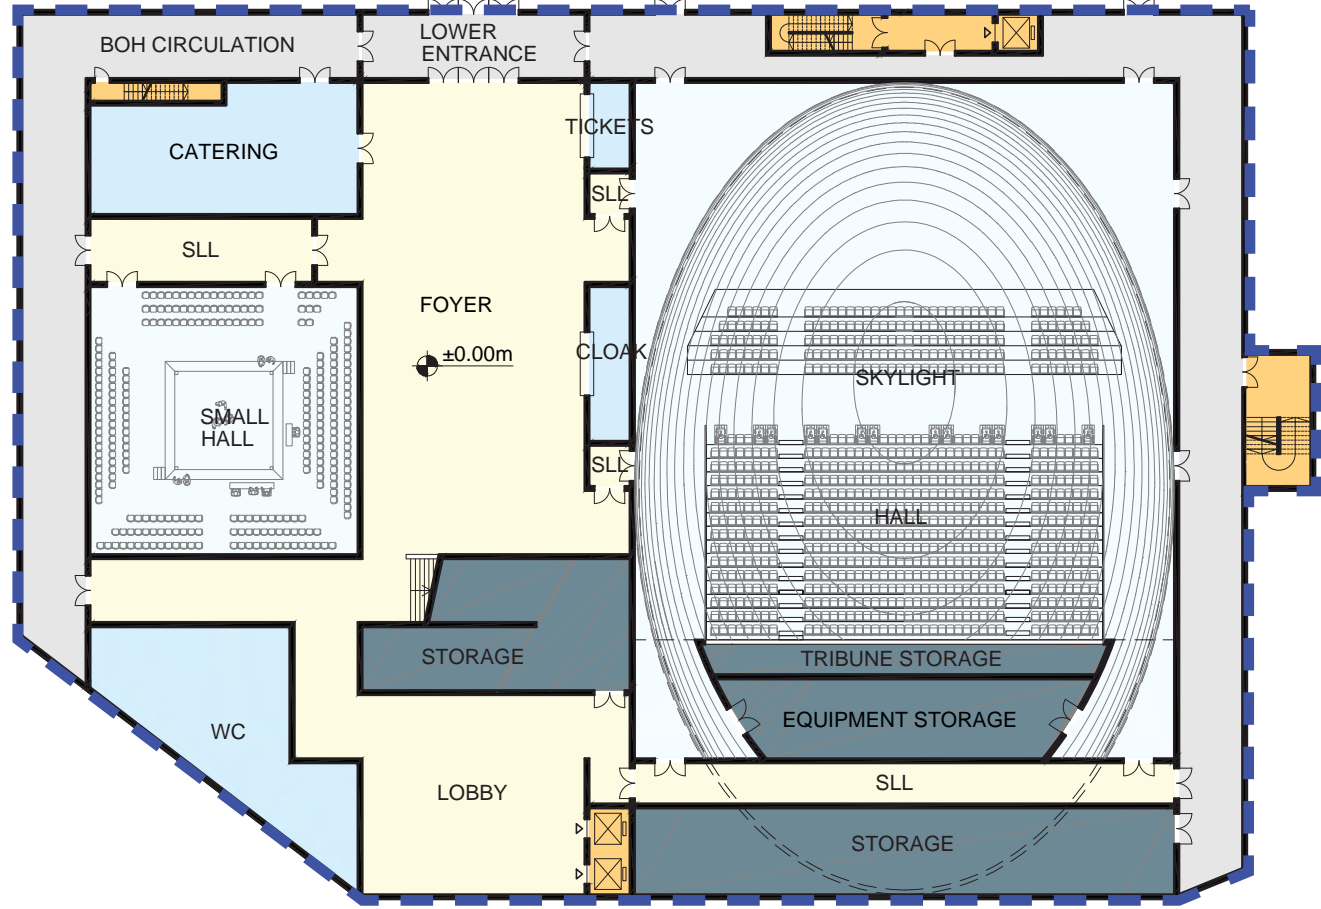 BOH CIRCULATION
LOWER
ENTRANCE
CATERING
TICKETS
SLL
SLL
FOYER
±0.00m
CLOAK
SKYLIGHT
SMALL
HALL
SLL
HALL
STORAGE
TRIBUNE STORAGE
EQUIPMENT STORAGE
WC
LOBBY
SLL
STORAGE